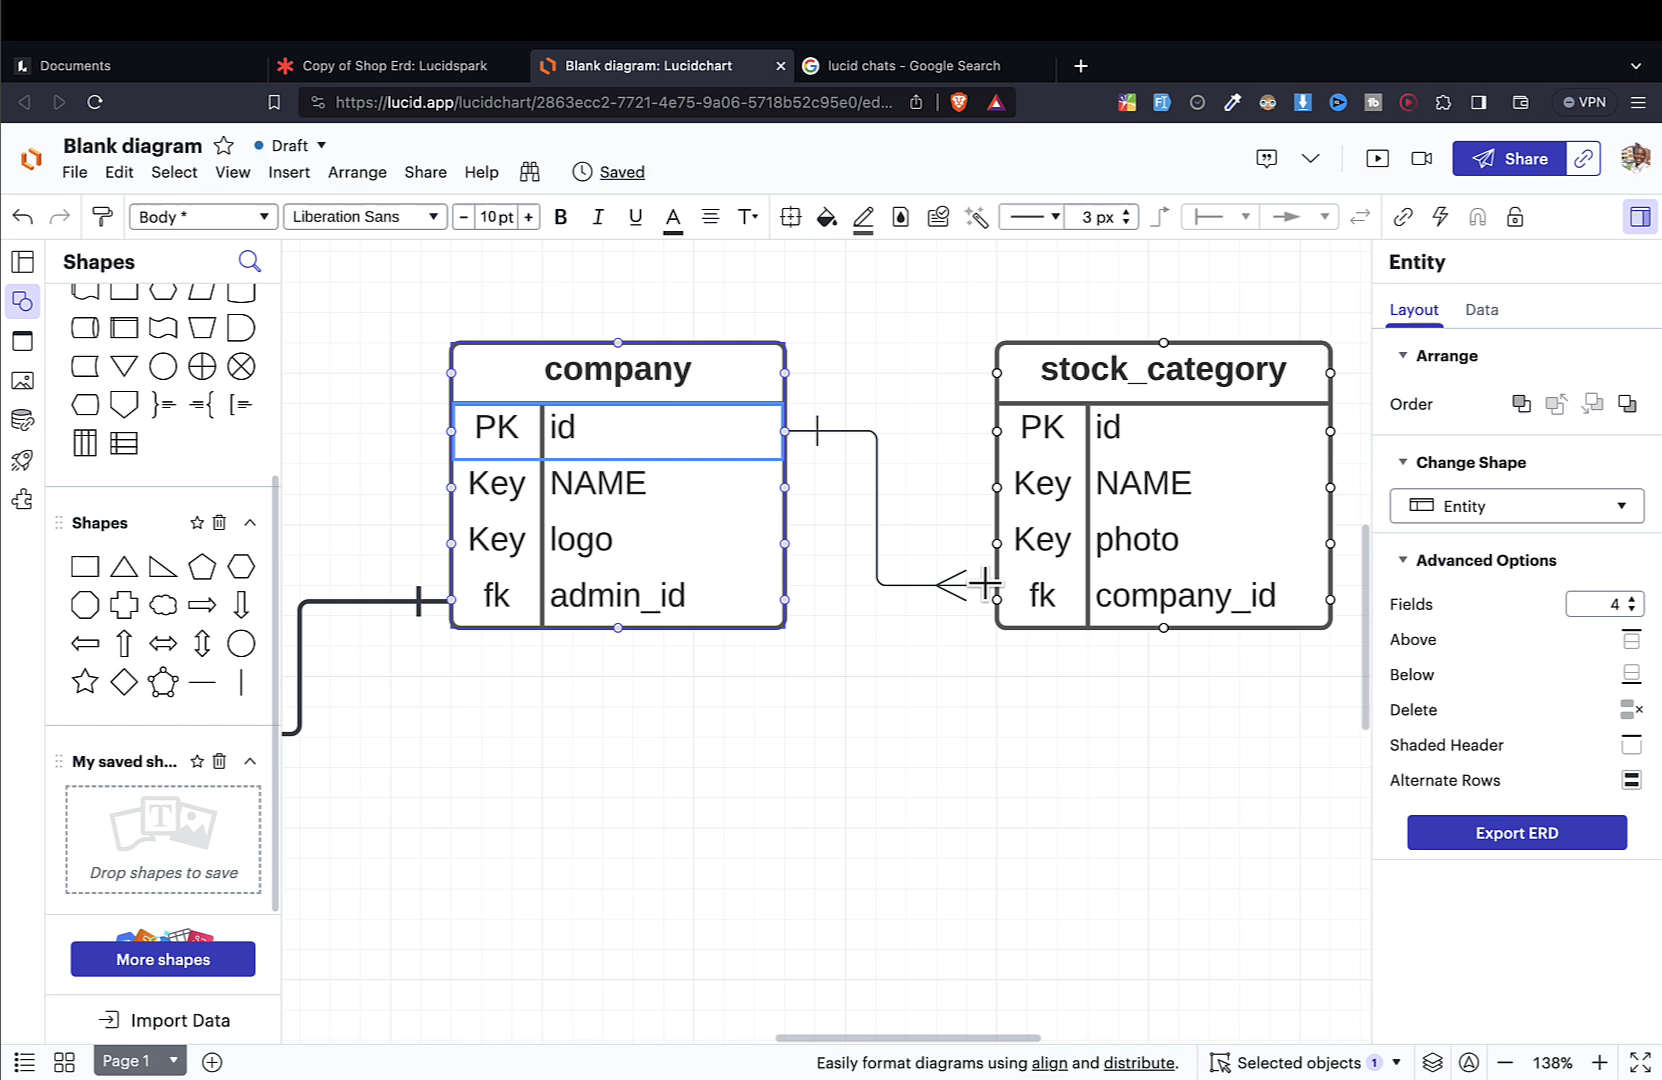 Documents
Copy of Shop Erd: Lucidspark
Blank diagram: Lucidchart
lucid chats - Google Search
https://lucid.app/lucidchart/2863ecc2-7721-4e75-9a06-5718b52c95e0/ed...
VPN
Blank diagram
Draft
File Edit Select View Insert Arrange Share Help
Saved
Share
Body *
Liberation Sans
10 pt
B I U A T
3 px
Shapes
Shapes
My saved sh...
T
Drop shapes to save
More shapes
Import Data
company
PK id
Key NAME
Key logo
fk admin_id
stock_category
PK id
Key NAME
Key photo
fk company_id
Entity
Layout Data
Arrange
Order
Change Shape
Entity
Advanced Options
Fields 4
Above
Below
Delete
Shaded Header
Alternate Rows
Export ERD
Page 1
Easily format diagrams using align and distribute.
Selected objects 1
138%